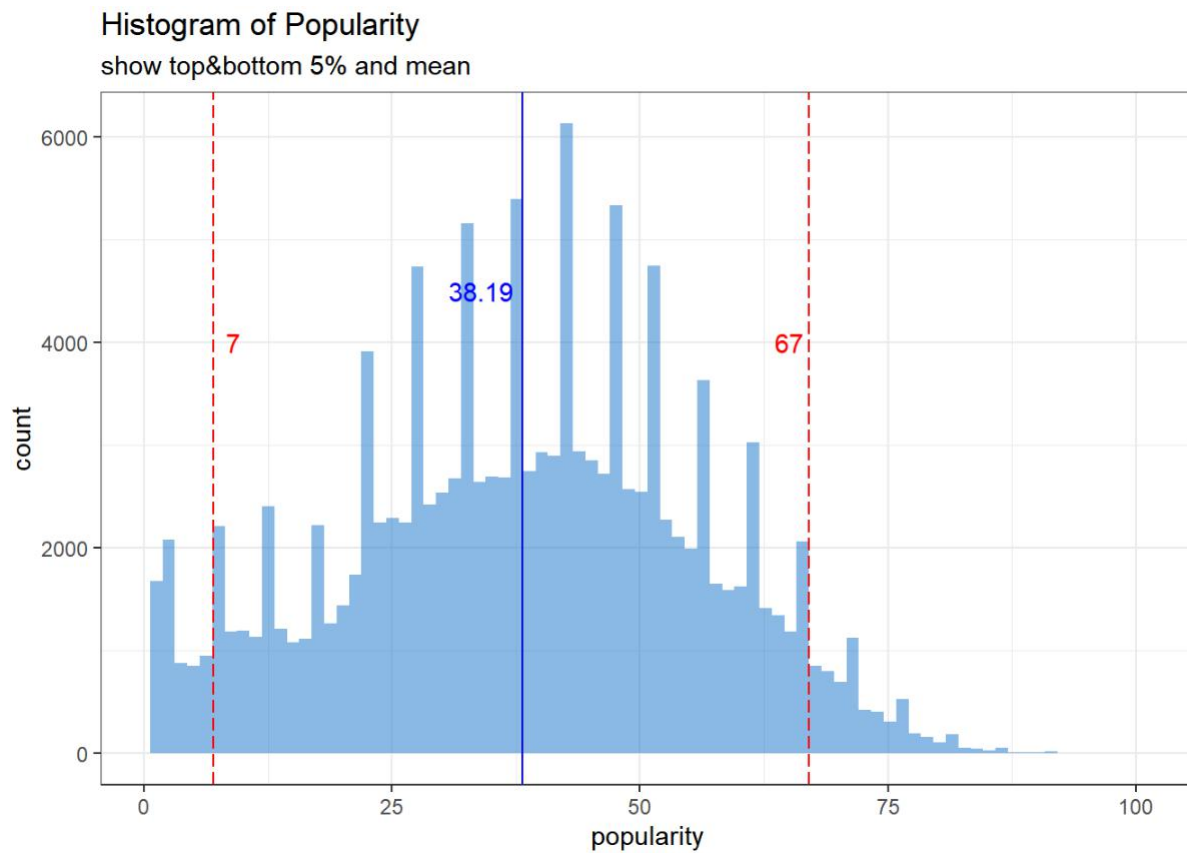 Histogram of Popularity
show top&bottom 5% and mean
6000
38.19
7
67
4000
count
2000
0
0 25 50 75 100
popularity